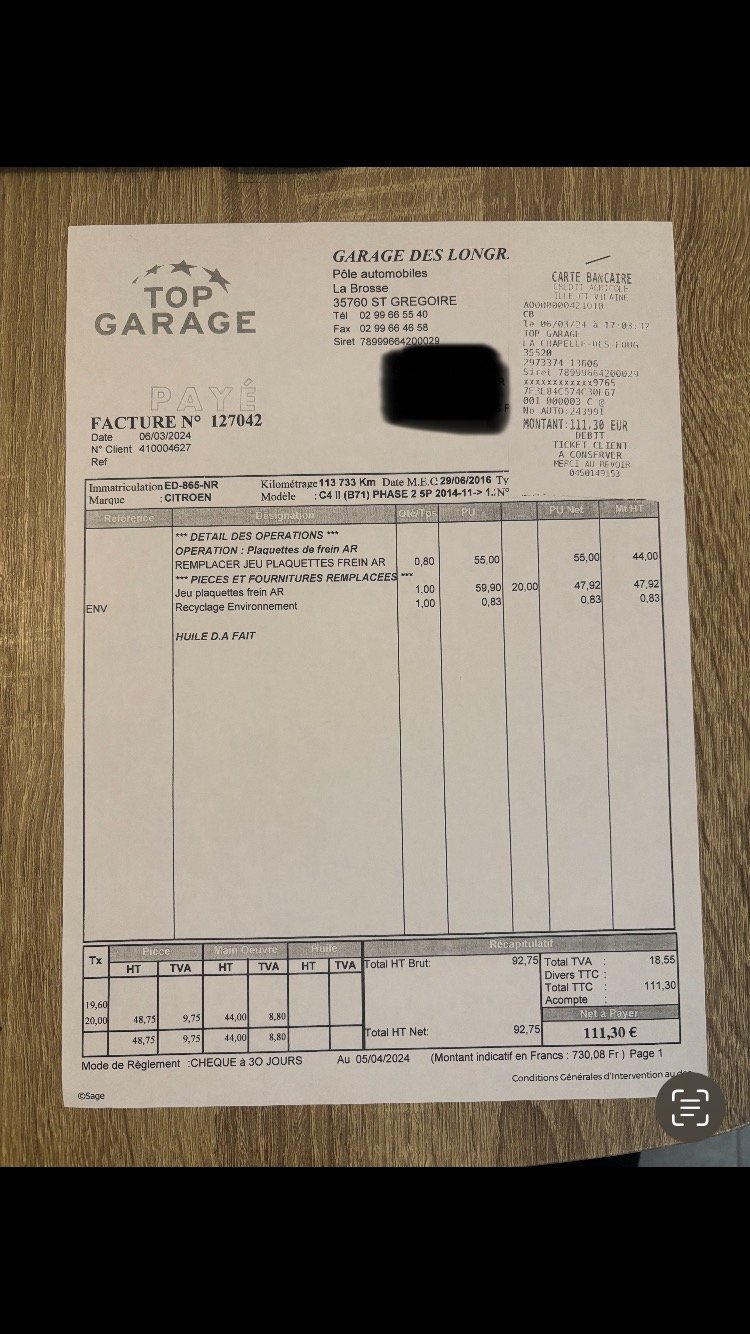 TOP
GARAGE
GARAGE DES LONGR.
Pôle automobiles
La Brosse
35760 ST GREGOIRE
Tél 02 99 66 55 40
Fax 02 99 66 46 58
Siret 78999664200029
CARTE BANCAIRE
CREDIT AGRICOLE
ILLE ET VILAINE
A0000000421010
CB
le 06/03/24 à 17:03:17
TOP GARAGE
LA CHAPELLE-DES-FOUG
35520
2973374 13606
Siret 78999664200029
xxxxxxxxxxxx9765
7F3E84C574C30F67
001 000003 C @
No AUTO:243991
MONTANT:111,30 EUR
DEBIT
TICKET CLIENT
A CONSERVER
MERCI AU REVOIR
0450149153
PAYÉ
FACTURE N° 127042
Date 06/03/2024
N° Client 410004627
Ref
Immatriculation ED-865-NR Kilométrage 113 733 Km Date M.E.C 29/06/2016 Ty
Marque : CITROEN Modèle : C4 II (B71) PHASE 2 5P 2014-11-> 1.: N°
Référence Désignation Qté/Tps PU PU Net Mt HT
*** DETAIL DES OPERATIONS ***
OPERATION : Plaquettes de frein AR
REMPLACER JEU PLAQUETTES FREIN AR 0,80 55,00 55,00 44,00
*** PIECES ET FOURNITURES REMPLACEES ***
Jeu plaquettes frein AR 1,00 59,90 20,00 47,92 47,92
ENV Recyclage Environnement 1,00 0,83 0,83 0,83
HUILE D.A FAIT
Tx Pièce Main Oeuvre Huile Récapitulatif
HT TVA HT TVA HT TVA
Total HT Brut: 92,75 Total TVA : 18,55
Divers TTC :
Total TTC : 111,30
Acompte :
19,60
20,00 48,75 9,75 44,00 8,80
Net à Payer
48,75 9,75 44,00 8,80 Total HT Net: 92,75 111,30 €
Mode de Règlement :CHEQUE à 3O JOURS Au 05/04/2024 (Montant indicatif en Francs : 730,08 Fr ) Page 1
Conditions Générales d'Intervention au
©Sage